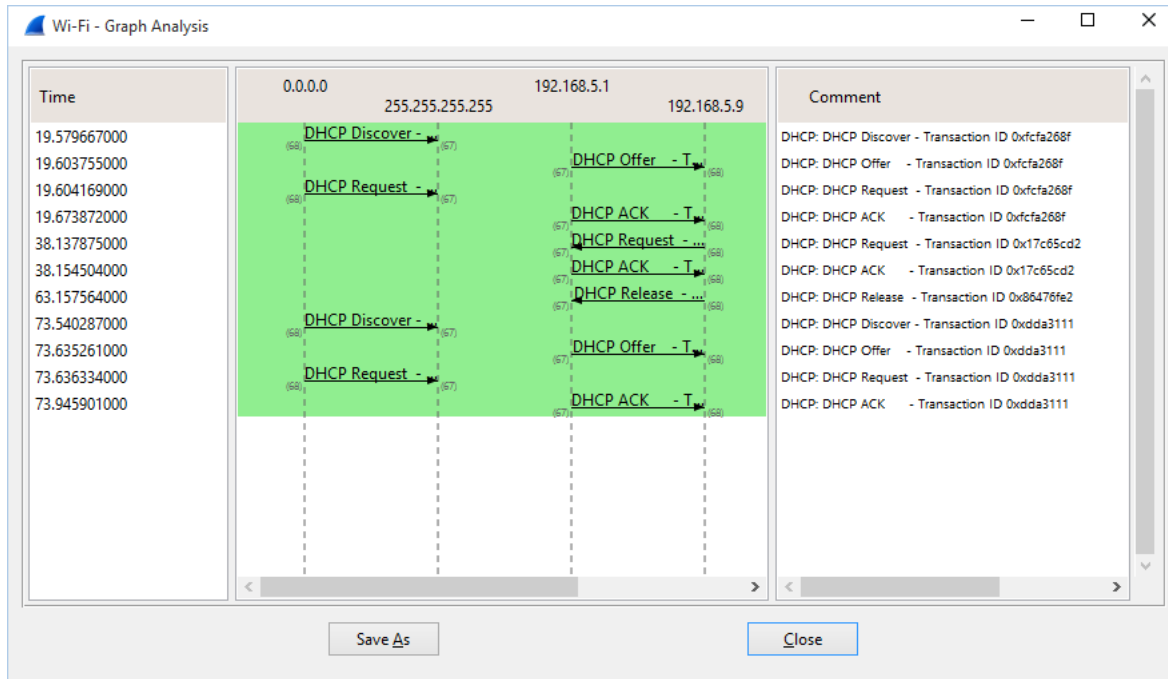 Wi-Fi - Graph Analysis
Time
0.0.0.0
192.168.5.1
255.255.255.255
192.168.5.9
Comment
19.579667000 (68) DHCP Discover - ... (67) DHCP: DHCP Discover - Transaction ID 0xfcfa268f
19.603755000 (67) DHCP Offer - T... (68) DHCP: DHCP Offer - Transaction ID 0xfcfa268f
19.604169000 (68) DHCP Request - ... (67) DHCP: DHCP Request - Transaction ID 0xfcfa268f
19.673872000 (67) DHCP ACK - T... (68) DHCP: DHCP ACK - Transaction ID 0xfcfa268f
38.137875000 (67) DHCP Request - ... (68) DHCP: DHCP Request - Transaction ID 0x17c65cd2
38.154504000 (67) DHCP ACK - T... (68) DHCP: DHCP ACK - Transaction ID 0x17c65cd2
63.157564000 (67) DHCP Release - ... (68) DHCP: DHCP Release - Transaction ID 0x86476fe2
73.540287000 (68) DHCP Discover - ... (67) DHCP: DHCP Discover - Transaction ID 0xdda3111
73.635261000 (67) DHCP Offer - T... (68) DHCP: DHCP Offer - Transaction ID 0xdda3111
73.636334000 (68) DHCP Request - ... (67) DHCP: DHCP Request - Transaction ID 0xdda3111
73.945901000 (67) DHCP ACK - T... (68) DHCP: DHCP ACK - Transaction ID 0xdda3111
Save As
Close